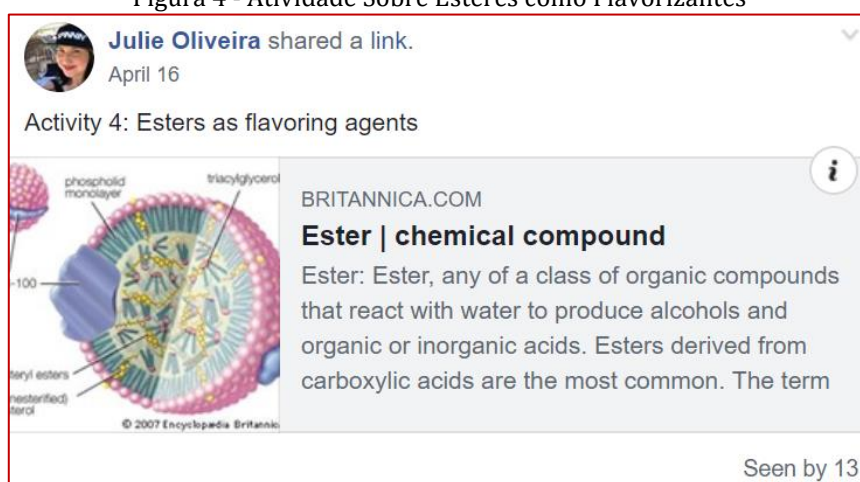 Figura 4 - Atividade Sobre Ésteres como Flavorizantes
Julie Oliveira shared a link.
April 16
Activity 4: Esters as flavoring agents
phospholid
monolayer
triacylglycerol
-100
teryl esters
nesterified)
terol
© 2007 Encyclopædia Britannic
i
BRITANNICA.COM
Ester | chemical compound
Ester: Ester, any of a class of organic compounds
that react with water to produce alcohols and
organic or inorganic acids. Esters derived from
carboxylic acids are the most common. The term
Seen by 13